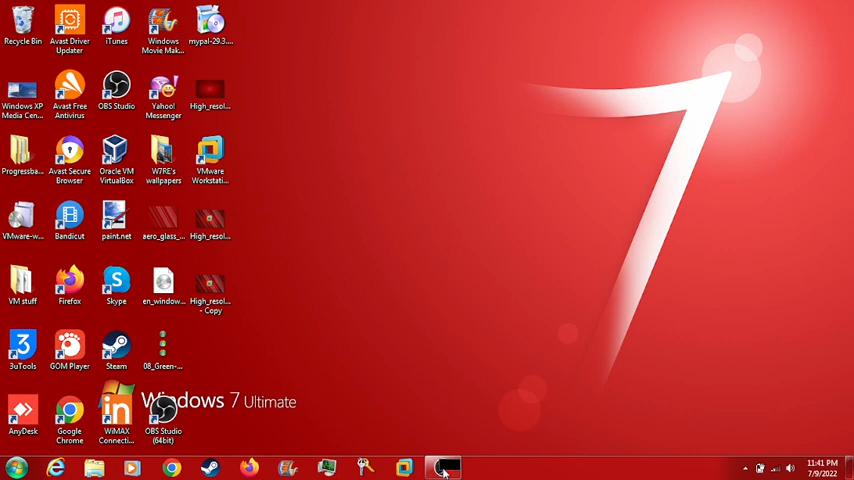 Recycle Bin
Avast Driver
Updater
iTunes
Windows
Movie Mak...
mypal-29.3....
Windows XP
Media Cen...
Avast Free
Antivirus
OBS Studio
Yahoo!
Messenger
High_resol...
Progressba...
Avast Secure
Browser
Oracle VM
VirtualBox
W7RE's
wallpapers
VMware
Workstati...
VMware-w...
Bandicut
paint.net
aero_glass_...
High_resol...
VM stuff
Firefox
Skype
en_window...
High_resol...
- Copy
3
3uTools
GOM Player
Steam
08_Green-...
AnyDesk
Google
Chrome
in
WiMAX
Connecti...
OBS Studio
(64bit)
Windows 7 Ultimate
7
11:41 PM
7/9/2022